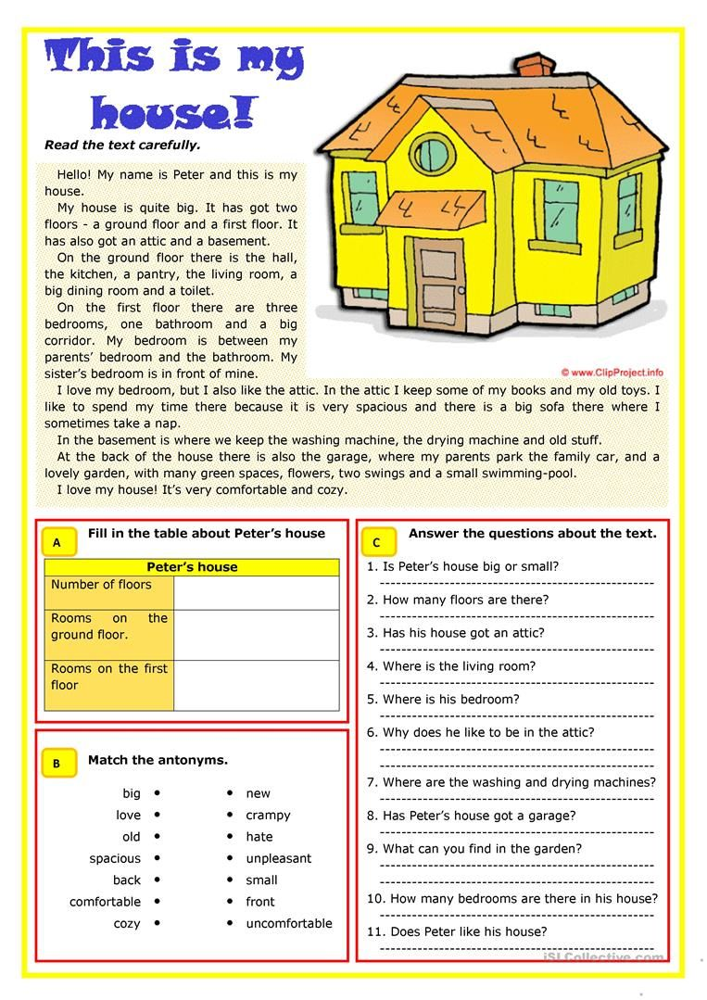 This is my
house!
Read the text carefully.
Hello! My name is Peter and this is my
house.
My house is quite big. It has got two
floors - a ground floor and a first floor. It
has also got an attic and a basement.
On the ground floor there is the hall,
the kitchen, a pantry, the living room, a
big dining room and a toilet.
On the first floor there are three
bedrooms, one bathroom and a big
corridor. My bedroom is between my
parents’ bedroom and the bathroom. My
sister’s bedroom is in front of mine.
© www.ClipProject.info
I love my bedroom, but I also like the attic. In the attic I keep some of my books and my old toys. I
like to spend my time there because it is very spacious and there is a big sofa there where I
sometimes take a nap.
In the basement is where we keep the washing machine, the drying machine and old stuff.
At the back of the house there is also the garage, where my parents park the family car, and a
lovely garden, with many green spaces, flowers, two swings and a small swimming-pool.
I love my house! It’s very comfortable and cozy.
A Fill in the table about Peter’s house
Peter’s house
Number of floors
Rooms on the
ground floor.
Rooms on the first
floor
B Match the antonyms.
big • • new
love • • crampy
old • • hate
spacious • • unpleasant
back • • small
comfortable • • front
cozy • • uncomfortable
C Answer the questions about the text.
1. Is Peter’s house big or small?
2. How many floors are there?
3. Has his house got an attic?
4. Where is the living room?
5. Where is his bedroom?
6. Why does he like to be in the attic?
7. Where are the washing and drying machines?
8. Has Peter’s house got a garage?
9. What can you find in the garden?
10. How many bedrooms are there in his house?
11. Does Peter like his house?
iSLCollective.com